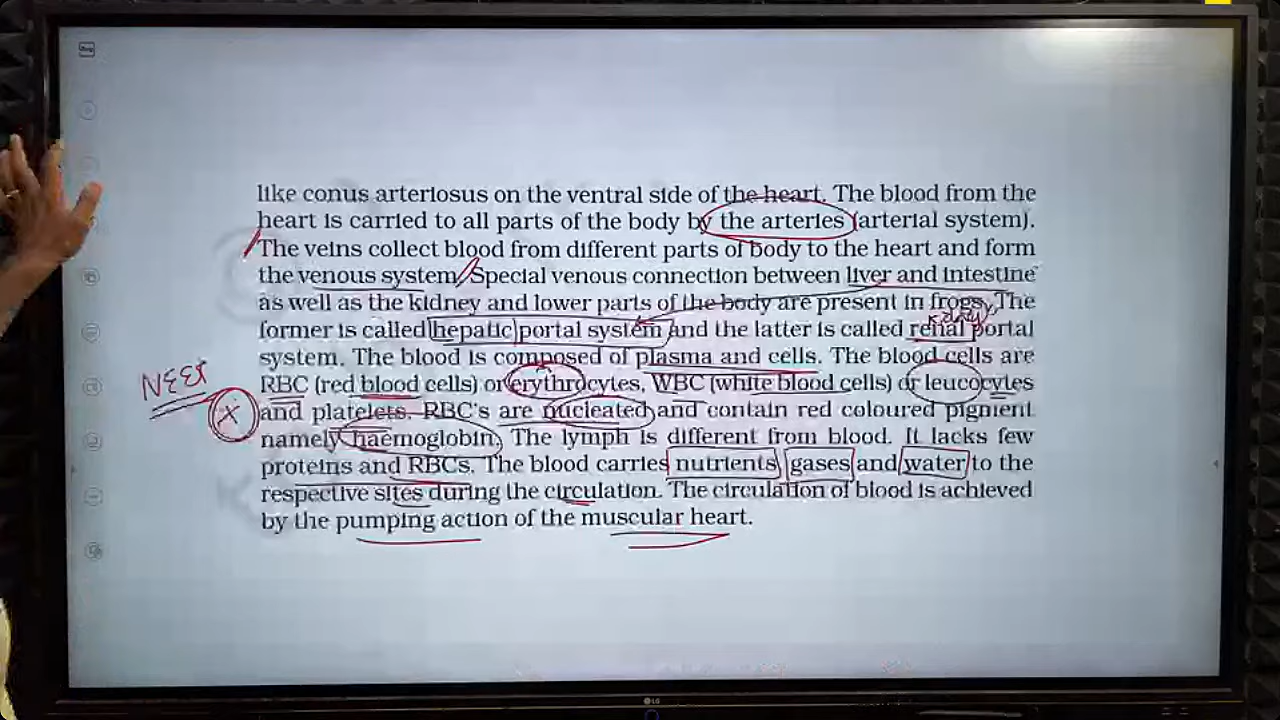 like conus arteriosus on the ventral side of the heart. The blood from the
heart is carried to all parts of the body by the arteries (arterial system).
The veins collect blood from different parts of body to the heart and form
the venous system. Special venous connection between liver and intestine
as well as the kidney and lower parts of the body are present in frogs. The
former is called hepatic portal system and the latter is called renal portal
system. The blood is composed of plasma and cells. The blood cells are
RBC (red blood cells) or erythrocytes, WBC (white blood cells) or leucocytes
and platelets. RBC's are nucleated and contain red coloured pigment
namely haemoglobin. The lymph is different from blood. It lacks few
proteins and RBCs. The blood carries nutrients, gases and water to the
respective sites during the circulation. The circulation of blood is achieved
by the pumping action of the muscular heart.
NEET
X
LG